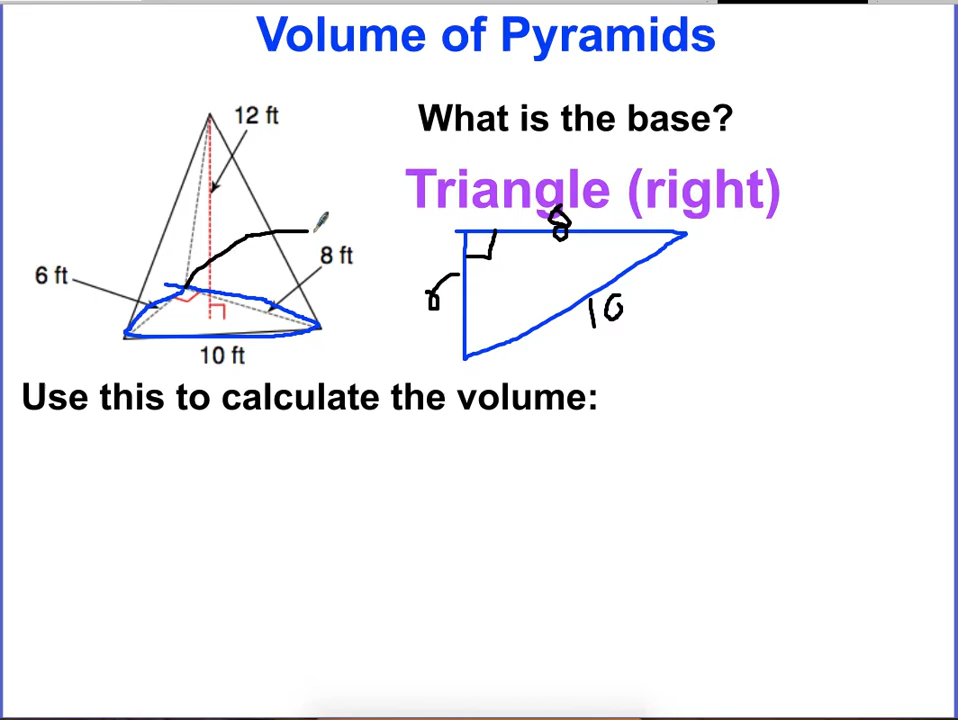 Volume of Pyramids
12 ft
What is the base?
Triangle (right)
8
8 ft
6 ft
10
10 ft
Use this to calculate the volume: